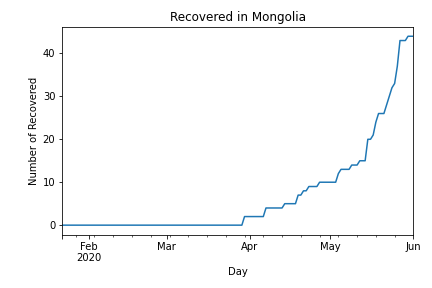 Recovered in Mongolia
Number of Recovered
40
30
20
10
0
Feb
2020
Mar
Apr
May
Jun
Day